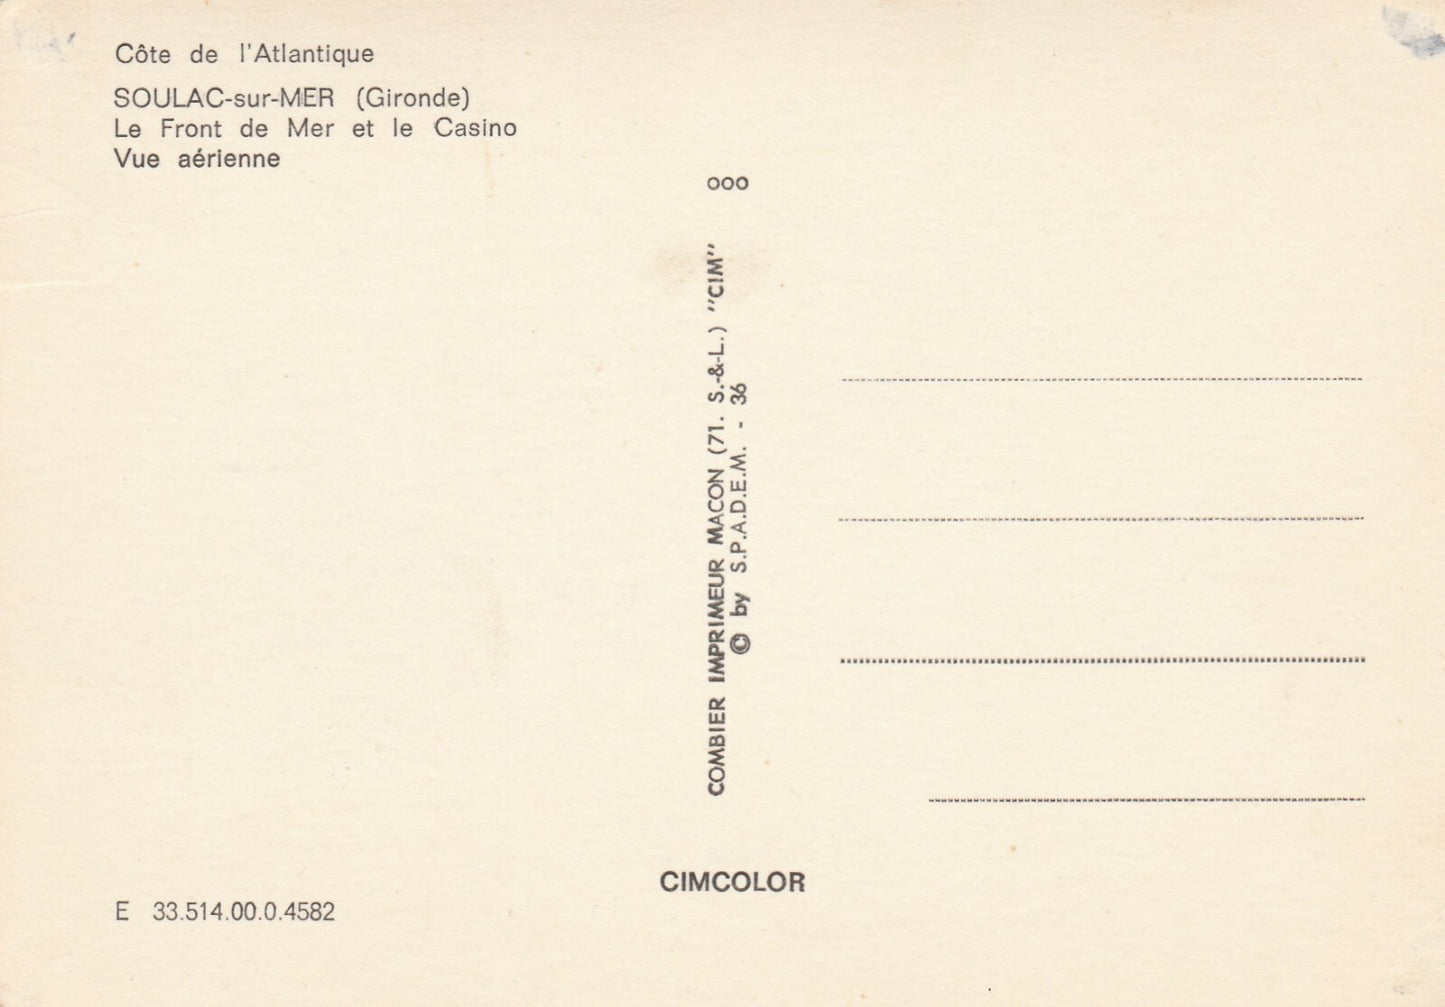 Côte de l'Atlantique
SOULAC-sur-MER (Gironde)
Le Front de Mer et le Casino
Vue aérienne
ooo
COMBIER IMPRIMEUR MACON (71. S.-&-L.) "CIM"
© by S.P.A.D.E.M. - 36
CIMCOLOR
E 33.514.00.0.4582